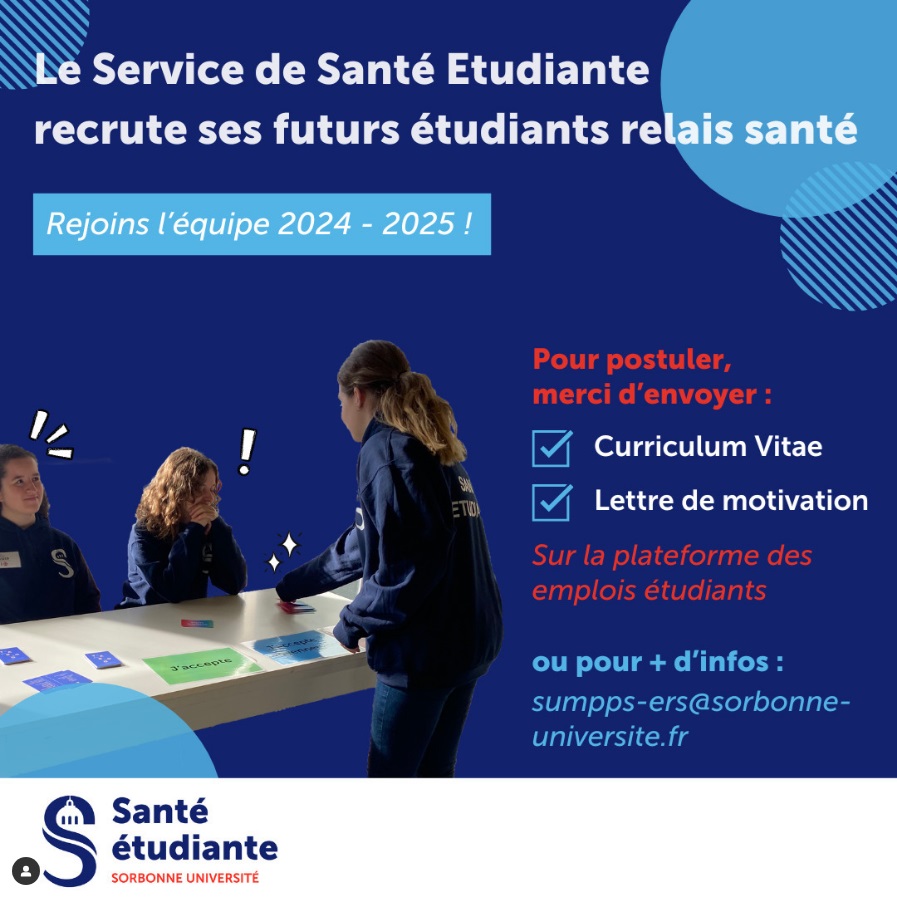 Le Service de Santé Etudiante
recrute ses futurs étudiants relais santé
Rejoins l'équipe 2024 - 2025 !
Pour postuler,
merci d'envoyer :
Curriculum Vitae
Lettre de motivation
Sur la plateforme des
emplois étudiants
ou pour + d'infos :
sumpps-ers@sorbonne-
universite.fr
J'accepte
Santé
étudiante
SORBONNE UNIVERSITÉ